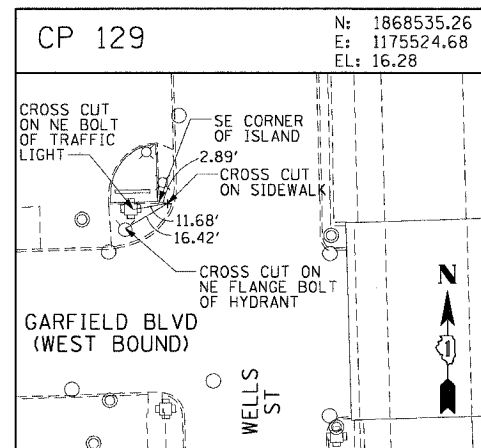 CP 129
N: 1868535.26
E: 1175524.68
EL: 16.28
CROSS CUT
ON NE BOLT
OF TRAFFIC
LIGHT
SE CORNER
OF ISLAND
2.89'
CROSS CUT
ON SIDEWALK
11.68'
16.42'
CROSS CUT ON
NE FLANGE BOLT
OF HYDRANT
GARFIELD BLVD
(WEST BOUND)
WELLS
ST
N
1